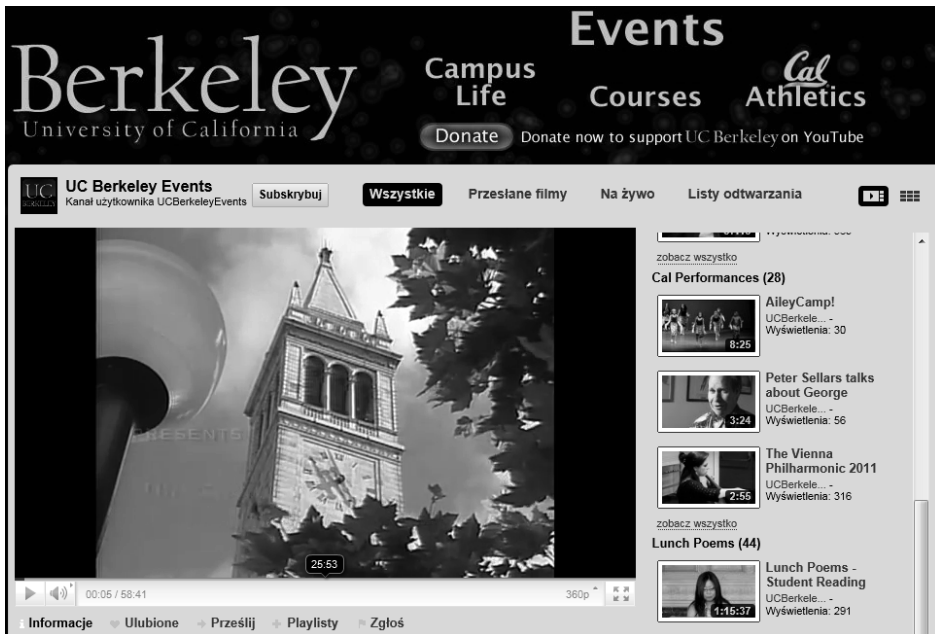 Events
Campus
Life
Courses
Cal
Athletics
Berkeley
University of California
Donate Donate now to support UC Berkeley on YouTube
UC
BERKELEY
UC Berkeley Events
Kanał użytkownika UCBerkeleyEvents
Subskrybuj
Wszystkie
Przesłane filmy
Na żywo
Listy odtwarzania
PRESENTS
25:53
00:05 / 58:41
360p
Informacje
Ulubione
Prześlij
Playlisty
Zgłoś
zobacz wszystko
Cal Performances (28)
8:25
AileyCamp!
UCBerkele... -
Wyświetlenia: 30
3:24
Peter Sellars talks
about George
UCBerkele... -
Wyświetlenia: 56
2:55
The Vienna
Philharmonic 2011
UCBerkele... -
Wyświetlenia: 316
zobacz wszystko
Lunch Poems (44)
1:15:37
Lunch Poems -
Student Reading
UCBerkele... -
Wyświetlenia: 291